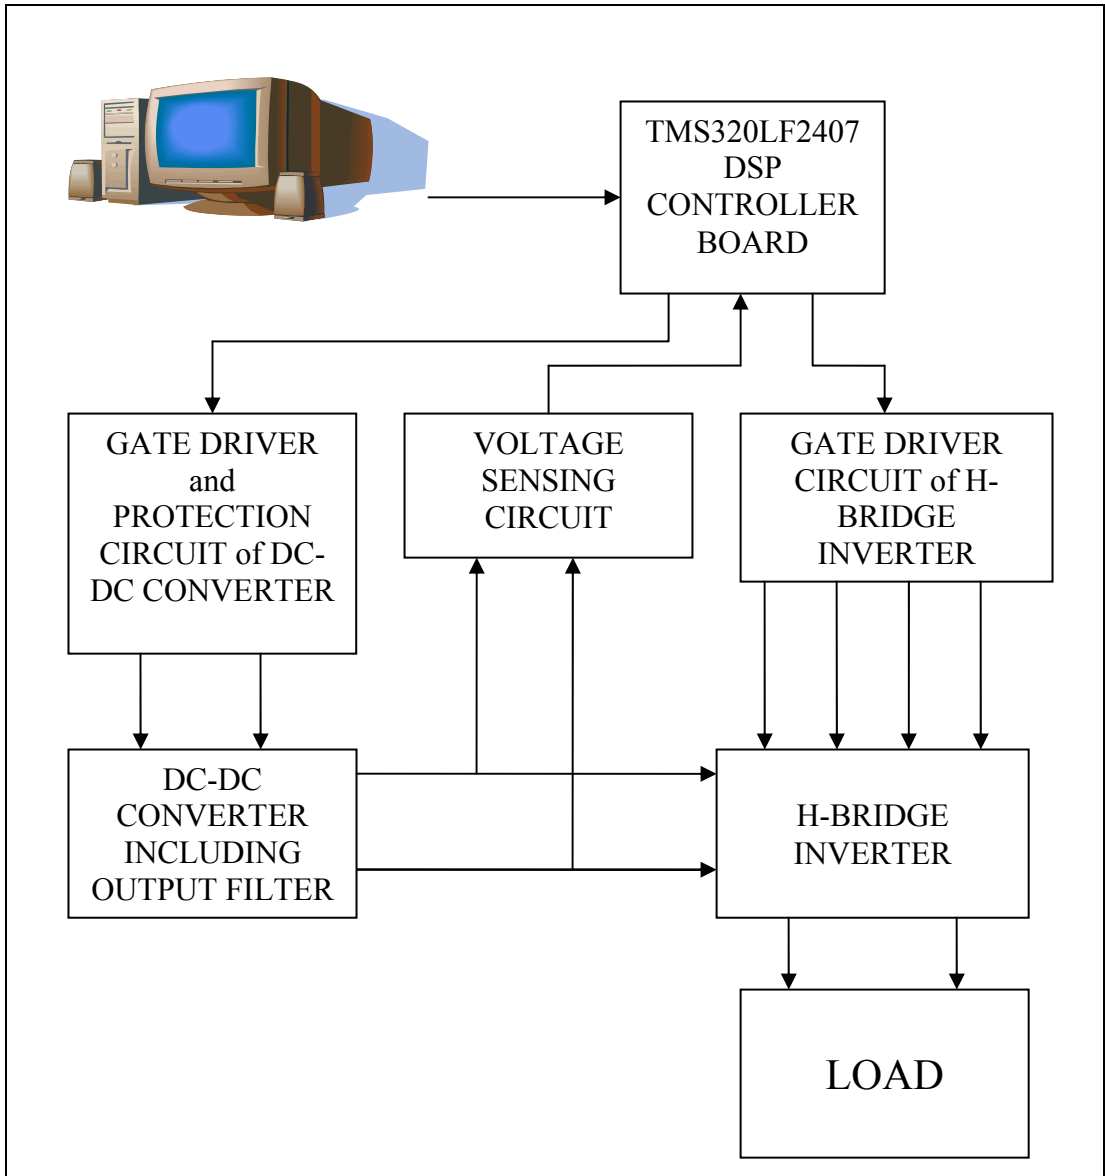 TMS320LF2407
DSP
CONTROLLER
BOARD
GATE DRIVER
and
PROTECTION
CIRCUIT of DC-
DC CONVERTER
VOLTAGE
SENSING
CIRCUIT
GATE DRIVER
CIRCUIT of H-
BRIDGE
INVERTER
DC-DC
CONVERTER
INCLUDING
OUTPUT FILTER
H-BRIDGE
INVERTER
LOAD